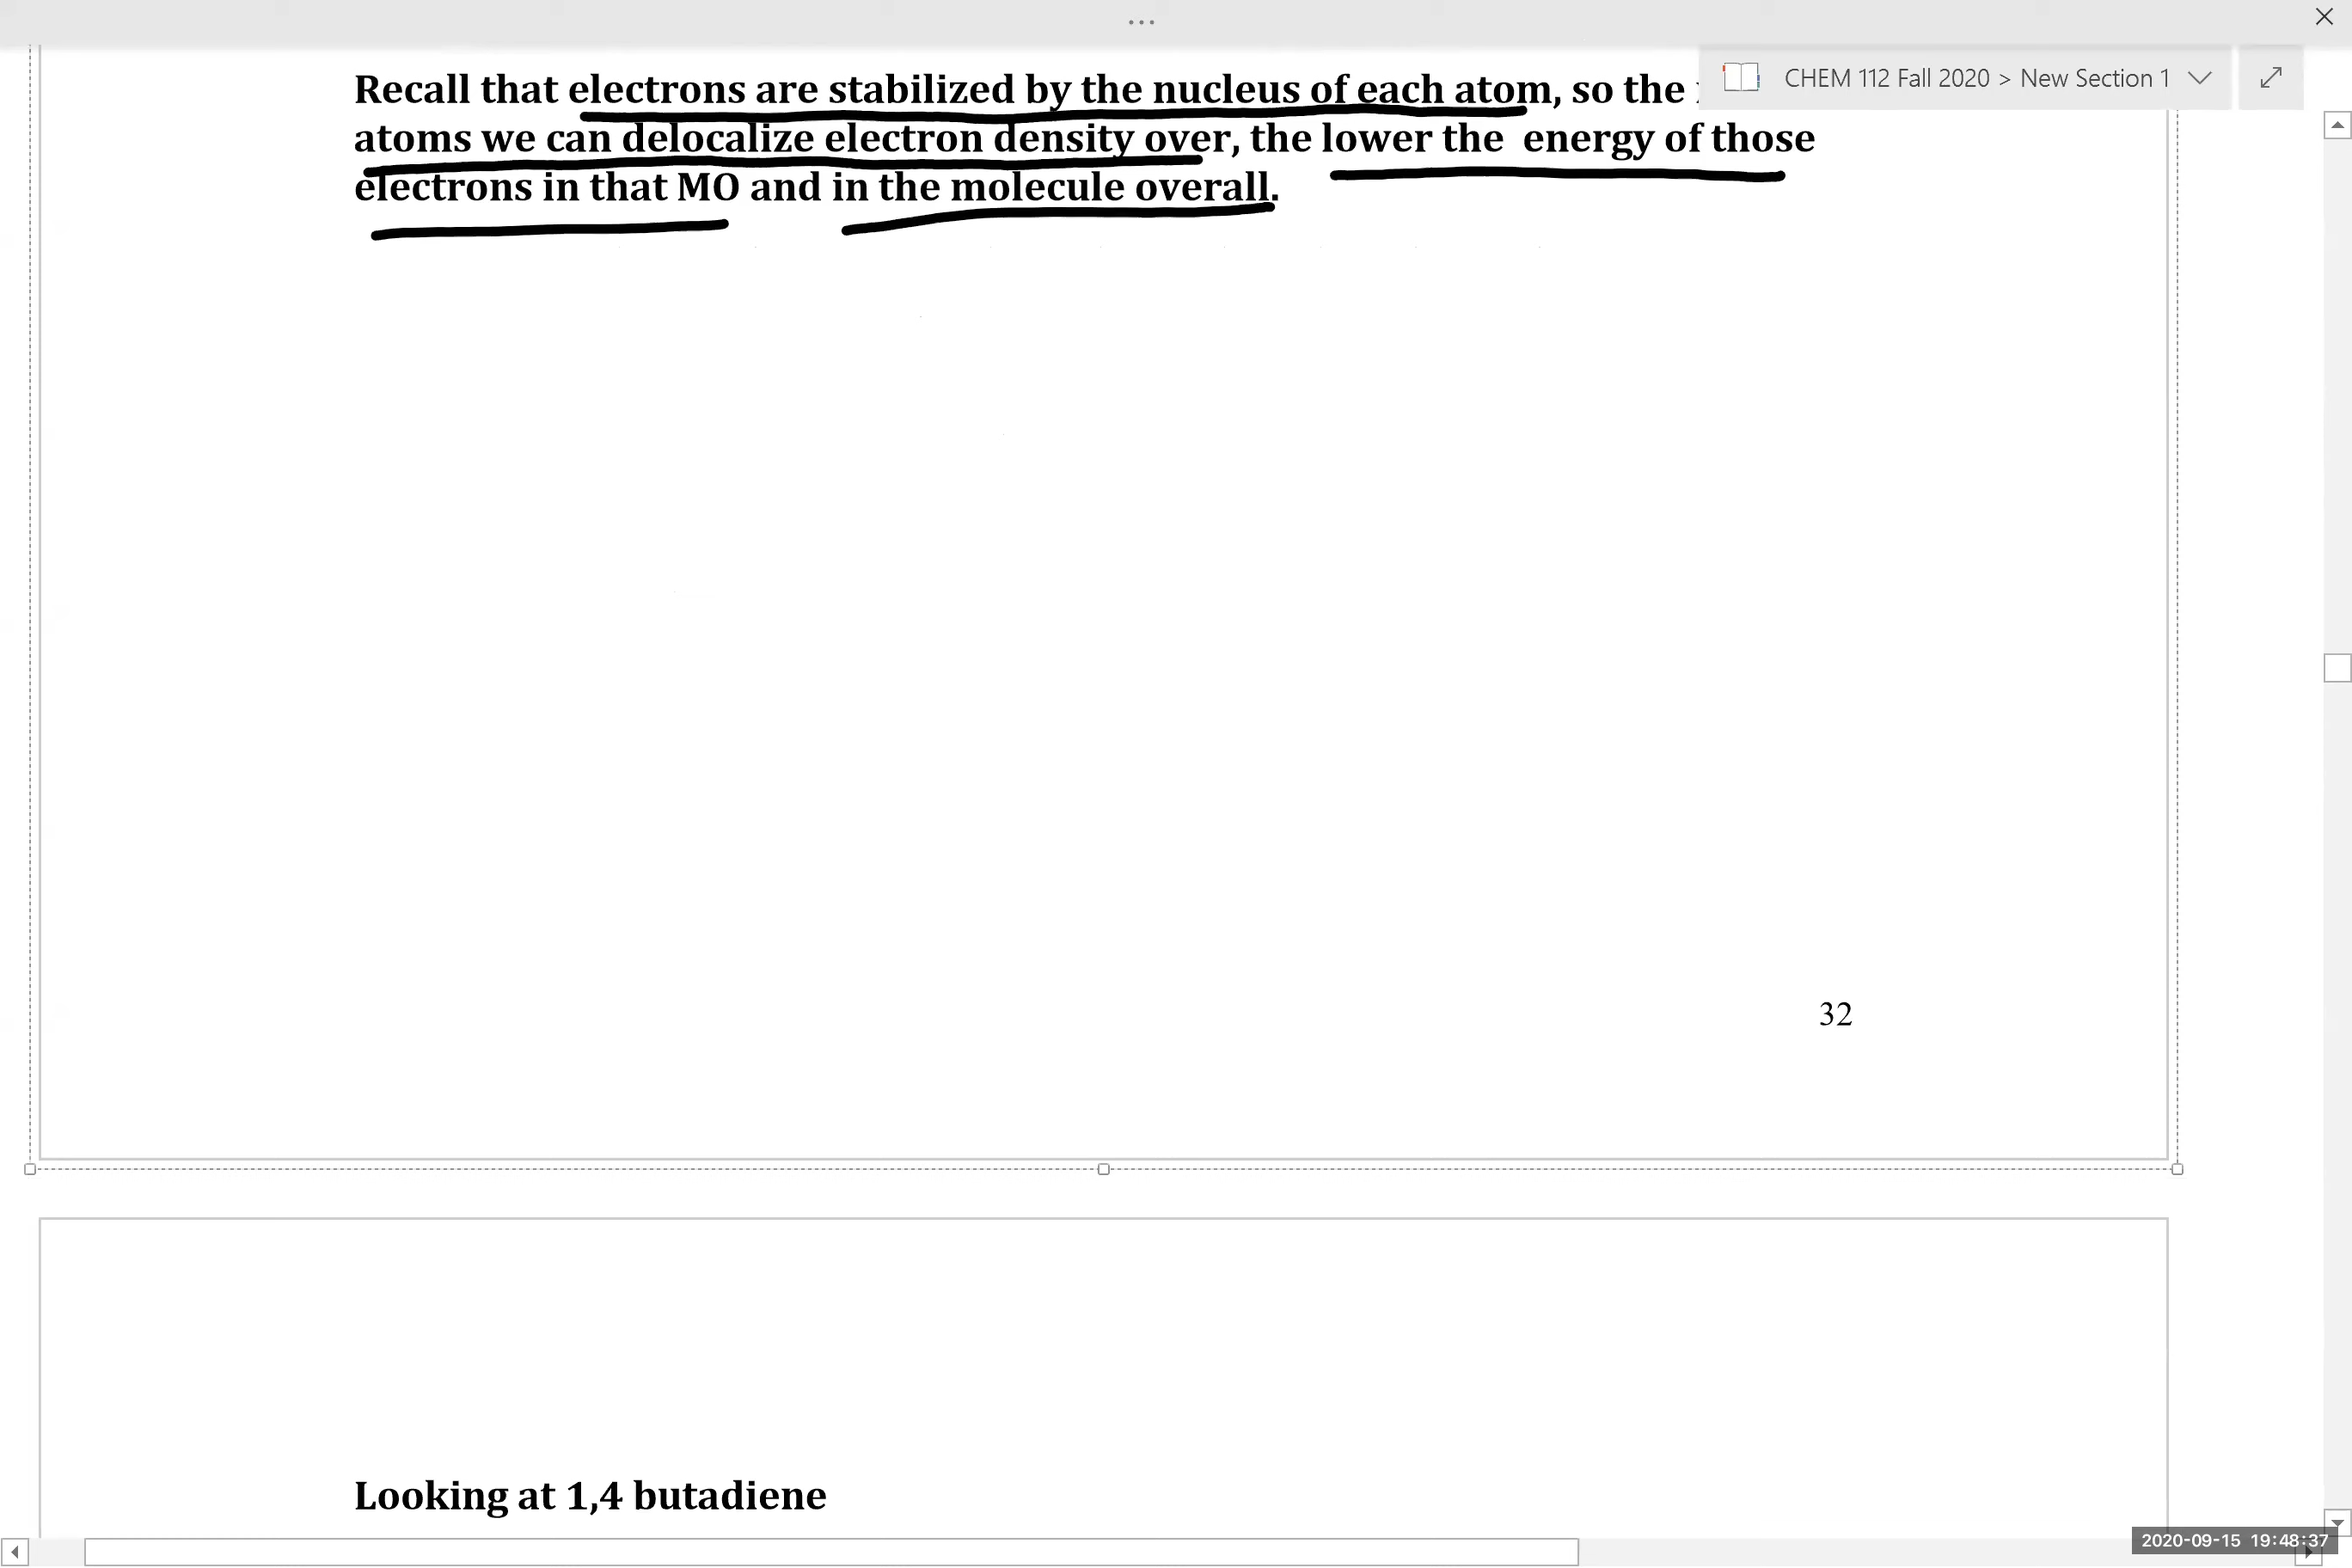 ...
CHEM 112 Fall 2020 > New Section 1
Recall that electrons are stabilized by the nucleus of each atom, so the
atoms we can delocalize electron density over, the lower the energy of those
electrons in that MO and in the molecule overall.
32
Looking at 1,4 butadiene
2020-09-15 19:48:37